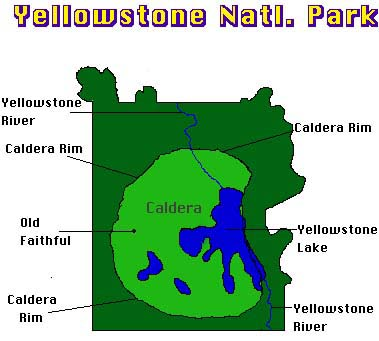 Yellowstone Natl. Park
Yellowstone
River
Caldera Rim
Caldera Rim
Caldera
Old
Faithful
Yellowstone
Lake
Caldera
Rim
Yellowstone
River